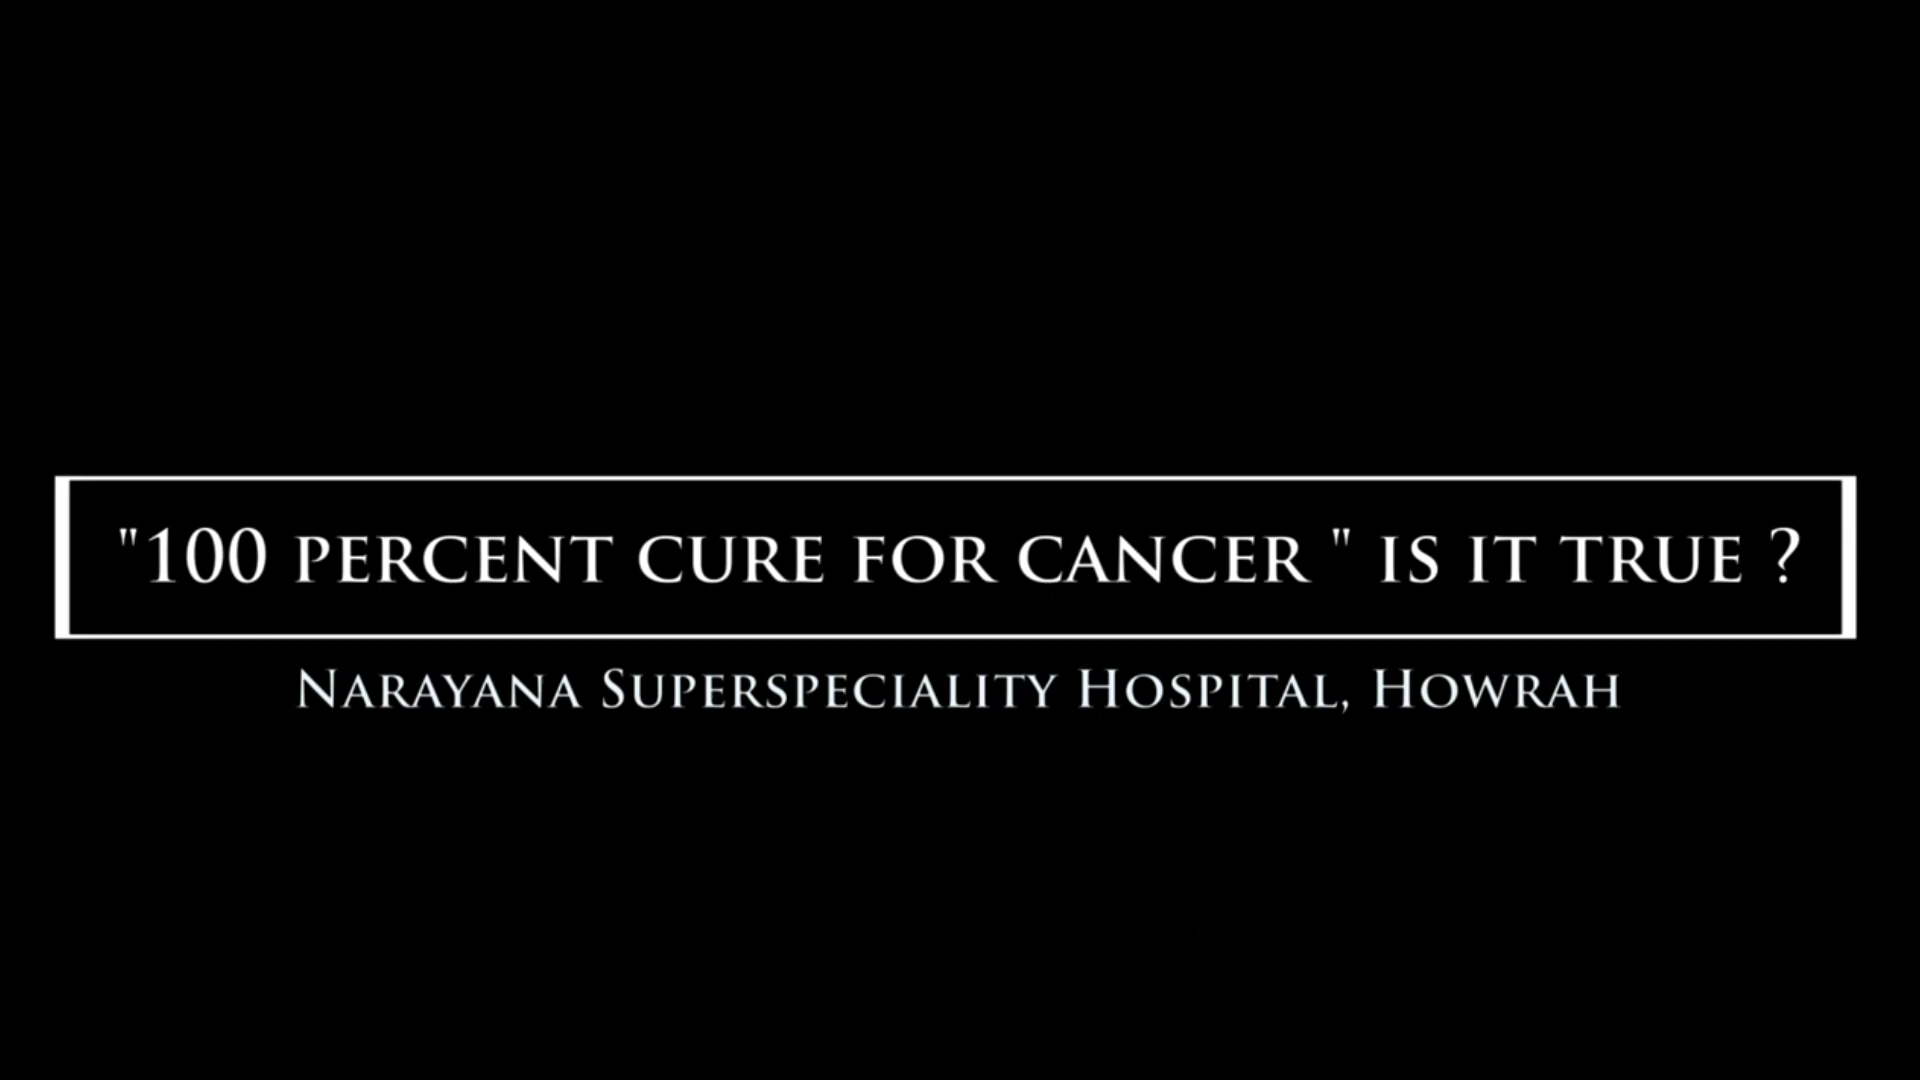 "100 PERCENT CURE FOR CANCER " IS IT TRUE ?
NARAYANA SUPERSPECIALITY HOSPITAL, HOWRAH